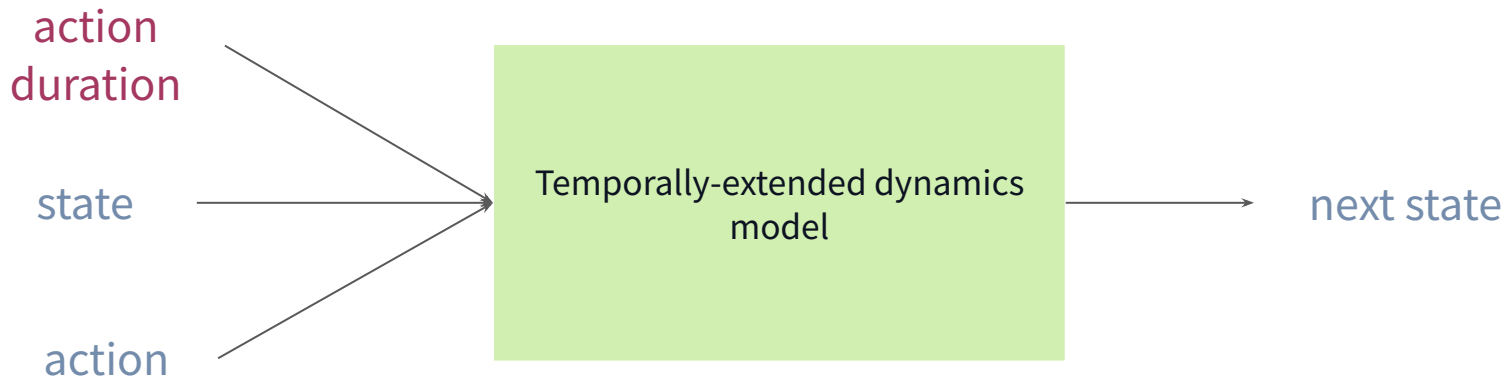 action
duration
state
action
Temporally-extended dynamics
model
next state